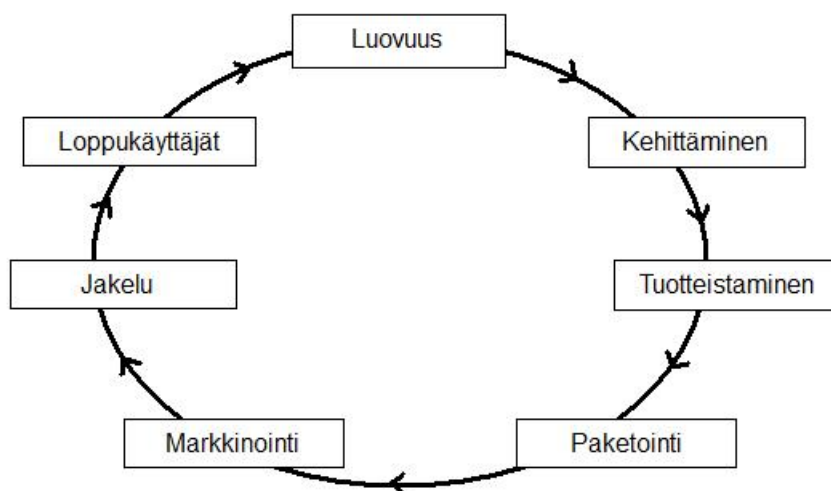 Luovuus
Kehittäminen
Tuotteistaminen
Paketointi
Markkinointi
Jakelu
Loppukäyttäjät